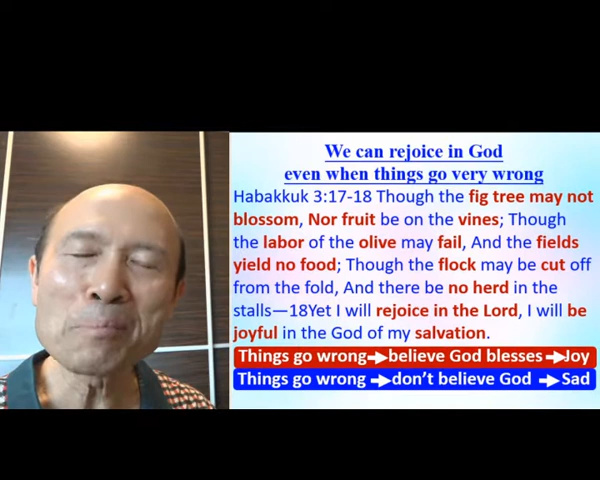 We can rejoice in God
even when things go very wrong
Habakkuk 3:17-18 Though the fig tree may not
blossom, Nor fruit be on the vines; Though
the labor of the olive may fail, And the fields
yield no food; Though the flock may be cut off
from the fold, And there be no herd in the
stalls—18Yet I will rejoice in the Lord, I will be
joyful in the God of my salvation.
Things go wrong➔believe God blesses➔Joy
Things go wrong ➔don't believe God ➔Sad